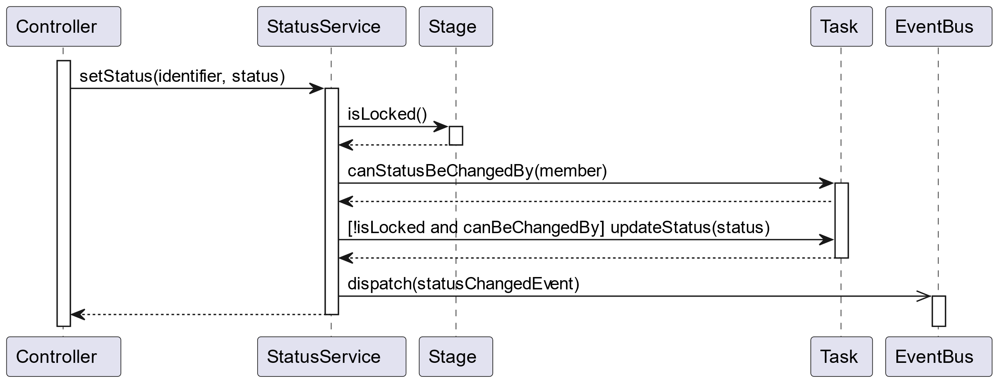 Controller
StatusService
Stage
Task
EventBus
setStatus(identifier, status)
isLocked()
canStatusBeChangedBy(member)
[!isLocked and canBeChangedBy] updateStatus(status)
dispatch(statusChangedEvent)
Controller
StatusService
Stage
Task
EventBus